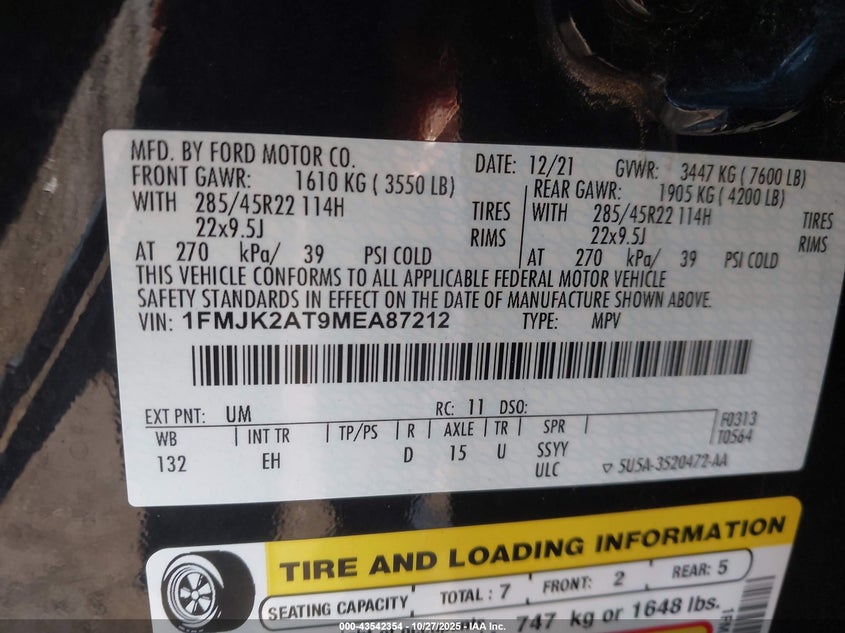 MFD. BY FORD MOTOR CO. DATE: 12/21 GVWR: 3447 KG ( 7600 LB)
FRONT GAWR: 1610 KG ( 3550 LB) REAR GAWR: 1905 KG ( 4200 LB)
WITH 285/45R22 114H TIRES WITH 285/45R22 114H TIRES
22x9.5J RIMS 22x9.5J RIMS
AT 270 kPa/ 39 PSI COLD AT 270 kPa/ 39 PSI COLD
THIS VEHICLE CONFORMS TO ALL APPLICABLE FEDERAL MOTOR VEHICLE
SAFETY STANDARDS IN EFFECT ON THE DATE OF MANUFACTURE SHOWN ABOVE.
VIN: 1FMJK2AT9MEA87212 TYPE: MPV
EXT PNT: UM RC: 11 DSO: F0313
WB INT TR TP/PS R AXLE TR SPR T0564
132 EH D 15 U SSYY
ULC 5U5A-3520472-AA
TIRE AND LOADING INFORMATION
SEATING CAPACITY TOTAL : 7 FRONT: 2 REAR: 5
747 kg or 1648 lbs.
000-43542354 | 10/27/2025 - IAA Inc.